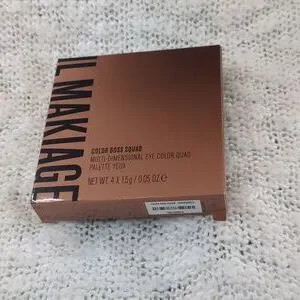 IL MAKIAGE
COLOR BOSS SQUAD
MULTI-DIMENSIONAL EYE COLOR QUAD
PALETTE YEUX
NET WT. 4 X 1.5g / 0.05 OZ ℮